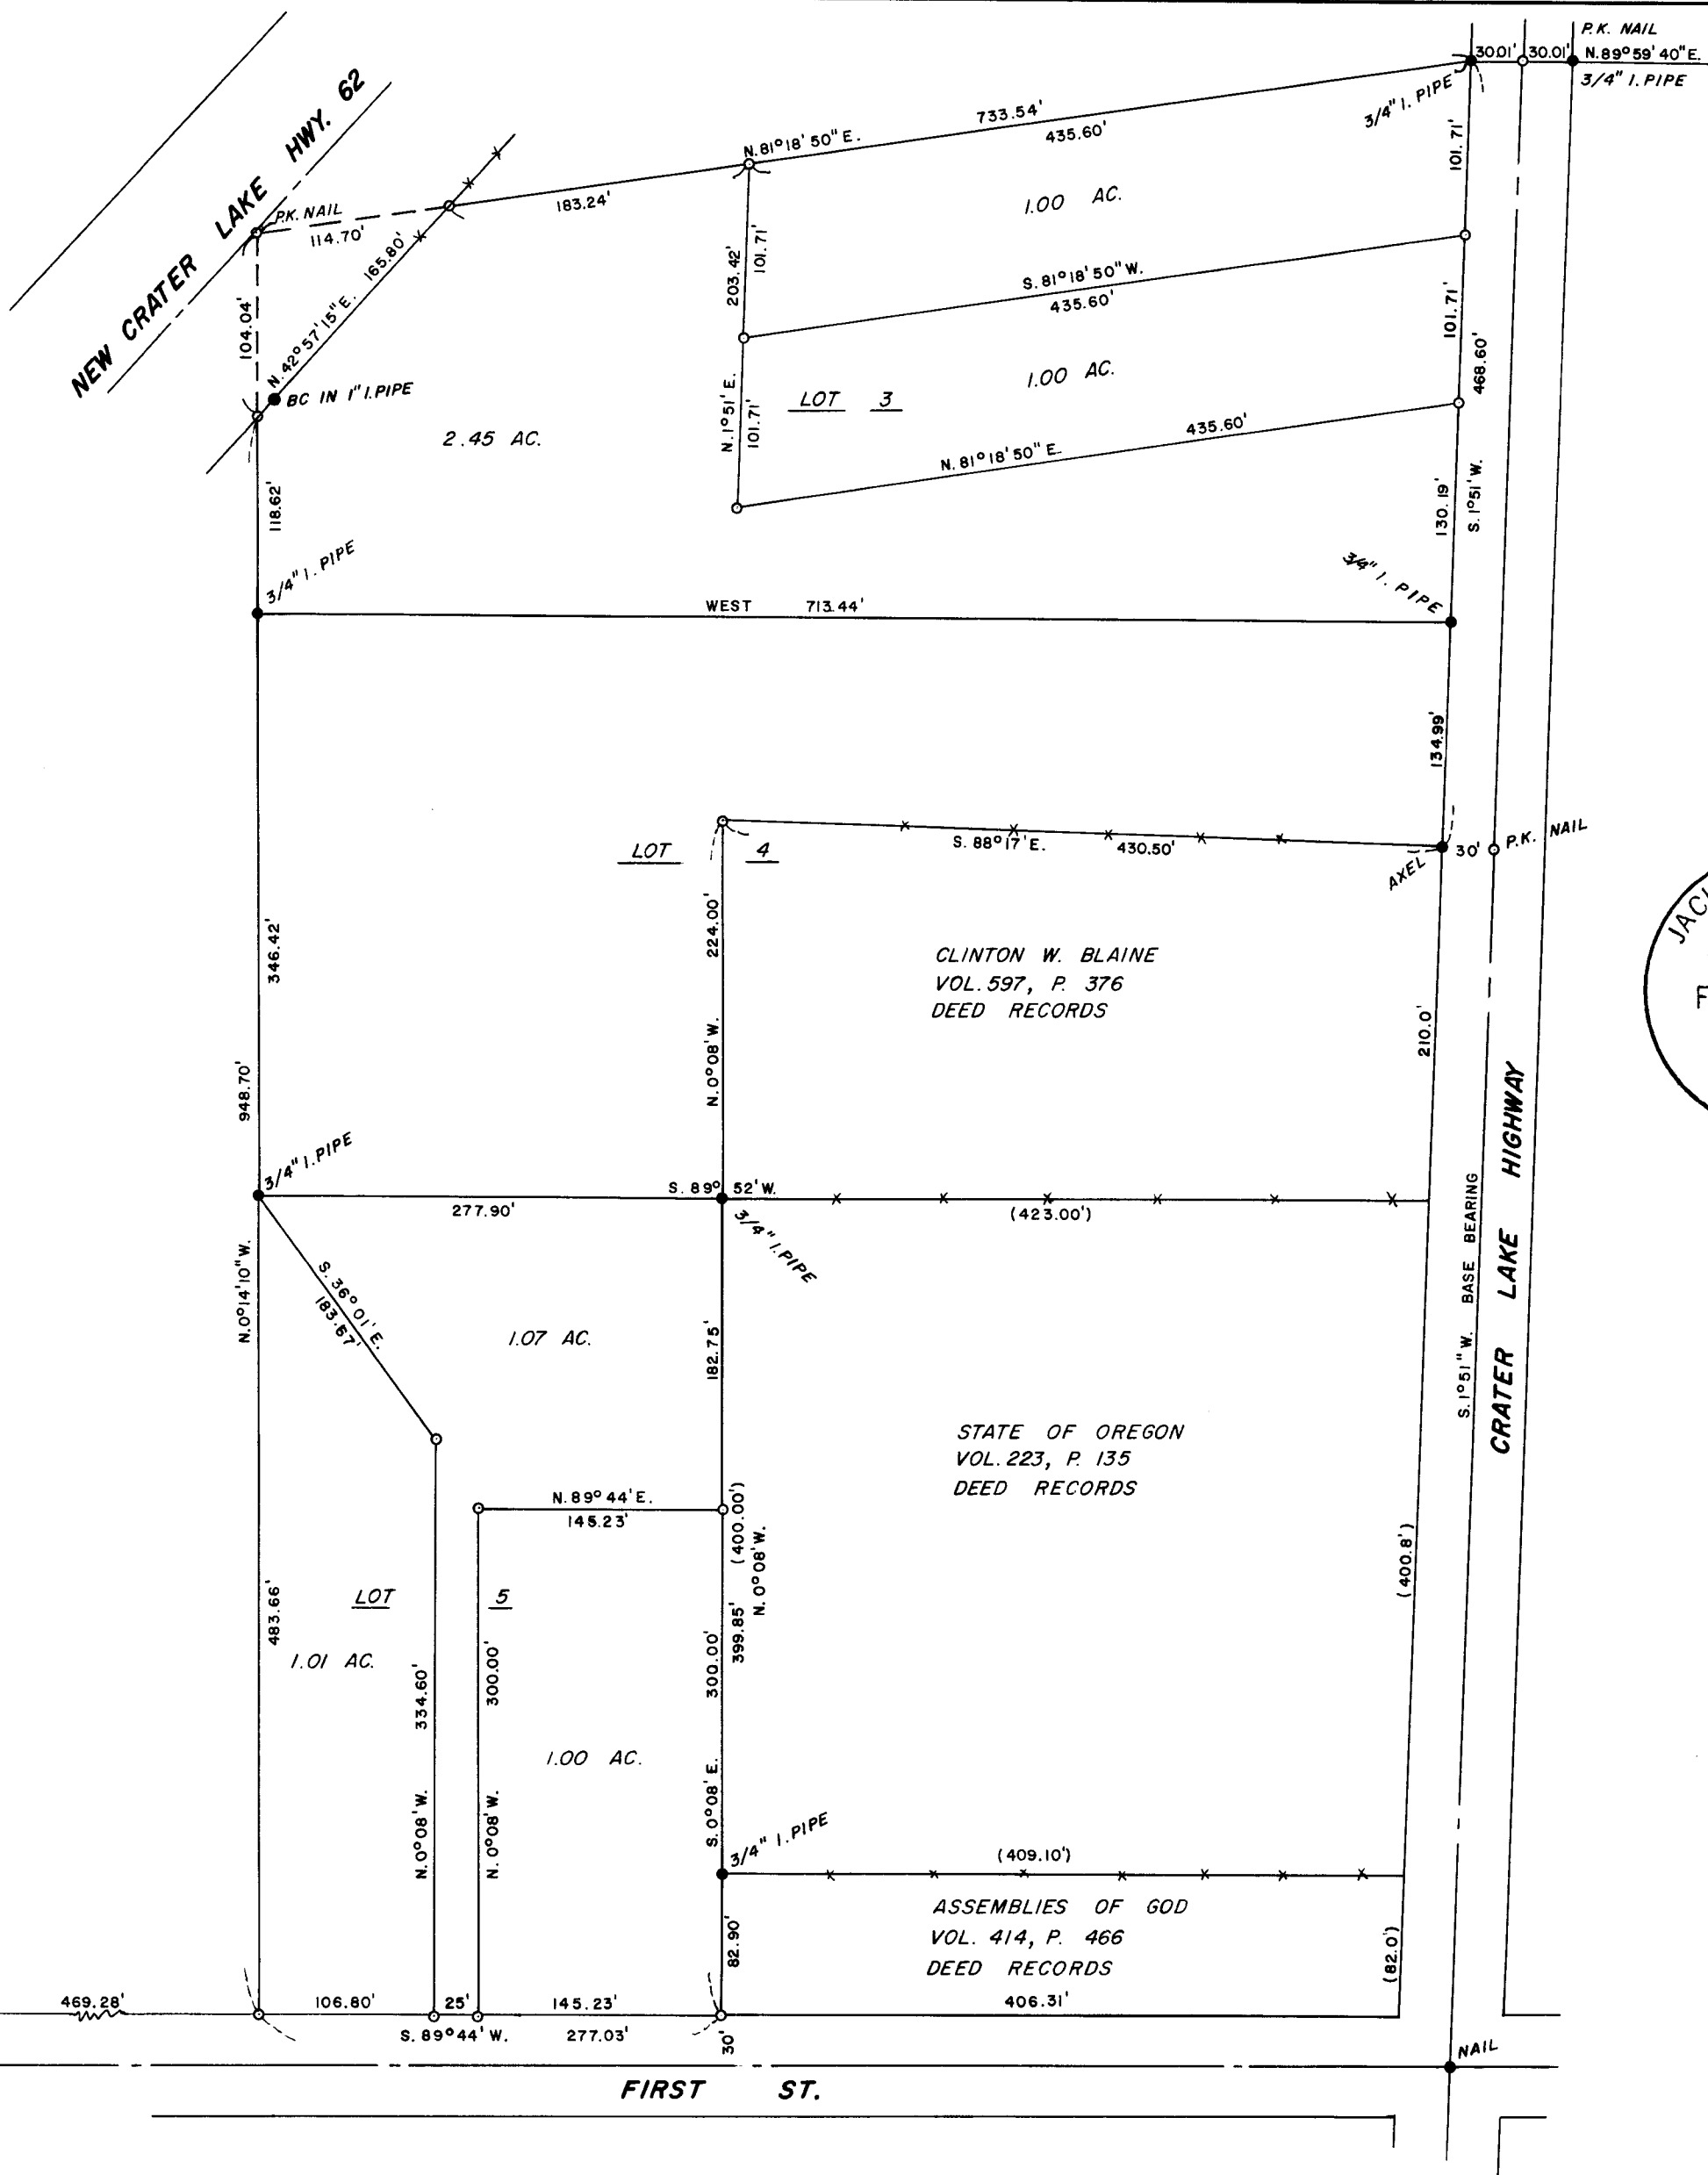 P.K. NAIL
30.01' 30.01' N.89°59'40"E.
3/4" I. PIPE
3/4" I. PIPE
NEW CRATER LAKE HWY. 62
733.54'
N.81°18'50"E.
435.60'
101.71'
P.K. NAIL
114.70'
183.24'
1.00 AC.
165.80'
N.42°57'15"E.
104.04'
203.42'
101.71'
S.81°18'50"W.
435.60'
101.71'
468.60'
BC IN 1" I.PIPE
2.45 AC.
N.1°51'E.
101.71'
LOT 3
1.00 AC.
435.60'
N.81°18'50"E.
130.19'
S.1°51'W.
118.62'
3/4" I. PIPE
3/4" I. PIPE
WEST 713.44'
134.99'
LOT 4
S.88°17'E. 430.50'
AXEL
30'
P.K. NAIL
JAC
346.42'
224.00'
CLINTON W. BLAINE
VOL.597, P. 376
DEED RECORDS
N.0°08'W.
210.0'
948.70'
3/4" I.PIPE
S.89° 52'W.
277.90'
(423.00')
3/4" I.PIPE
CRATER LAKE HIGHWAY
S.1°51"W. BASE BEARING
N.0°14'10"W.
S.36°01'E.
183.67'
1.07 AC.
182.75'
STATE OF OREGON
VOL.223, P. 135
DEED RECORDS
N.89°44'E.
145.23'
(400.00')
N.0°08'W.
(400.8')
LOT 5
483.66'
1.01 AC.
334.60'
N.0°08'W.
300.00'
N.0°08'W.
300.00'
399.85'
S.0°08'E.
1.00 AC.
3/4" I.PIPE
(409.10')
ASSEMBLIES OF GOD
VOL. 414, P. 466
DEED RECORDS
82.90'
(82.0')
469.28'
106.80'
25'
145.23'
406.31'
S.89°44'W. 277.03'
30'
NAIL
FIRST ST.